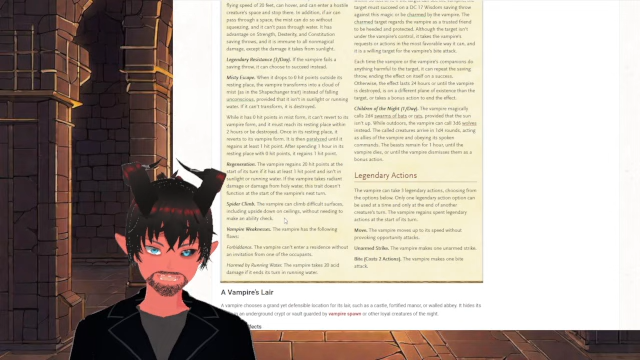 flying speed of 20 feet, can hover, and can enter a hostile
creature's space and stop there. In addition, if air can
pass through a space, the mist can do so without
squeezing, and it can't pass through water. It has
advantage on Strength, Dexterity, and Constitution
saving throws, and it is immune to all nonmagical
damage, except the damage it takes from sunlight.
Legendary Resistance (3/Day). If the vampire fails a
saving throw, it can choose to succeed instead.
Misty Escape. When it drops to 0 hit points outside its
resting place, the vampire transforms into a cloud of
mist (as in the Shapechanger trait) instead of falling
unconscious, provided that it isn't in sunlight or running
water. If it can't transform, it is destroyed.
While it has 0 hit points in mist form, it can't revert to its
vampire form, and it must reach its resting place within
2 hours or be destroyed. Once in its resting place, it
reverts to its vampire form. It is then paralyzed until it
regains at least 1 hit point. After spending 1 hour in its
resting place with 0 hit points, it regains 1 hit point.
Regeneration. The vampire regains 20 hit points at the
start of its turn if it has at least 1 hit point and isn't in
sunlight or running water. If the vampire takes radiant
damage or damage from holy water, this trait doesn't
function at the start of the vampire's next turn.
Spider Climb. The vampire can climb difficult surfaces,
including upside down on ceilings, without needing to
make an ability check.
Vampire Weaknesses. The vampire has the following
flaws:
Forbiddance. The vampire can't enter a residence without
an invitation from one of the occupants.
Harmed by Running Water. The vampire takes 20 acid
damage if it ends its turn in running water.
target must succeed on a DC 17 Wisdom saving throw
against this magic or be charmed by the vampire. The
charmed target regards the vampire as a trusted friend
to be heeded and protected. Although the target isn't
under the vampire's control, it takes the vampire's
requests or actions in the most favorable way it can, and
it is a willing target for the vampire's bite attack.
Each time the vampire or the vampire's companions do
anything harmful to the target, it can repeat the saving
throw, ending the effect on itself on a success.
Otherwise, the effect lasts 24 hours or until the vampire
is destroyed, is on a different plane of existence than the
target, or takes a bonus action to end the effect.
Children of the Night (1/Day). The vampire magically
calls 2d4 swarms of bats or rats, provided that the sun
isn't up. While outdoors, the vampire can call 3d6 wolves
instead. The called creatures arrive in 1d4 rounds, acting
as allies of the vampire and obeying its spoken
commands. The beasts remain for 1 hour, until the
vampire dies, or until the vampire dismisses them as a
bonus action.
Legendary Actions
The vampire can take 3 legendary actions, choosing from
the options below. Only one legendary action option can
be used at a time and only at the end of another
creature's turn. The vampire regains spent legendary
actions at the start of its turn.
Move. The vampire moves up to its speed without
provoking opportunity attacks.
Unarmed Strike. The vampire makes one unarmed strike.
Bite (Costs 2 Actions). The vampire makes one bite
attack.
A Vampire's Lair
A vampire chooses a grand yet defensible location for its lair, such as a castle, fortified manor, or walled abbey. It hides its
in an underground crypt or vault guarded by vampire spawn or other loyal creatures of the night.